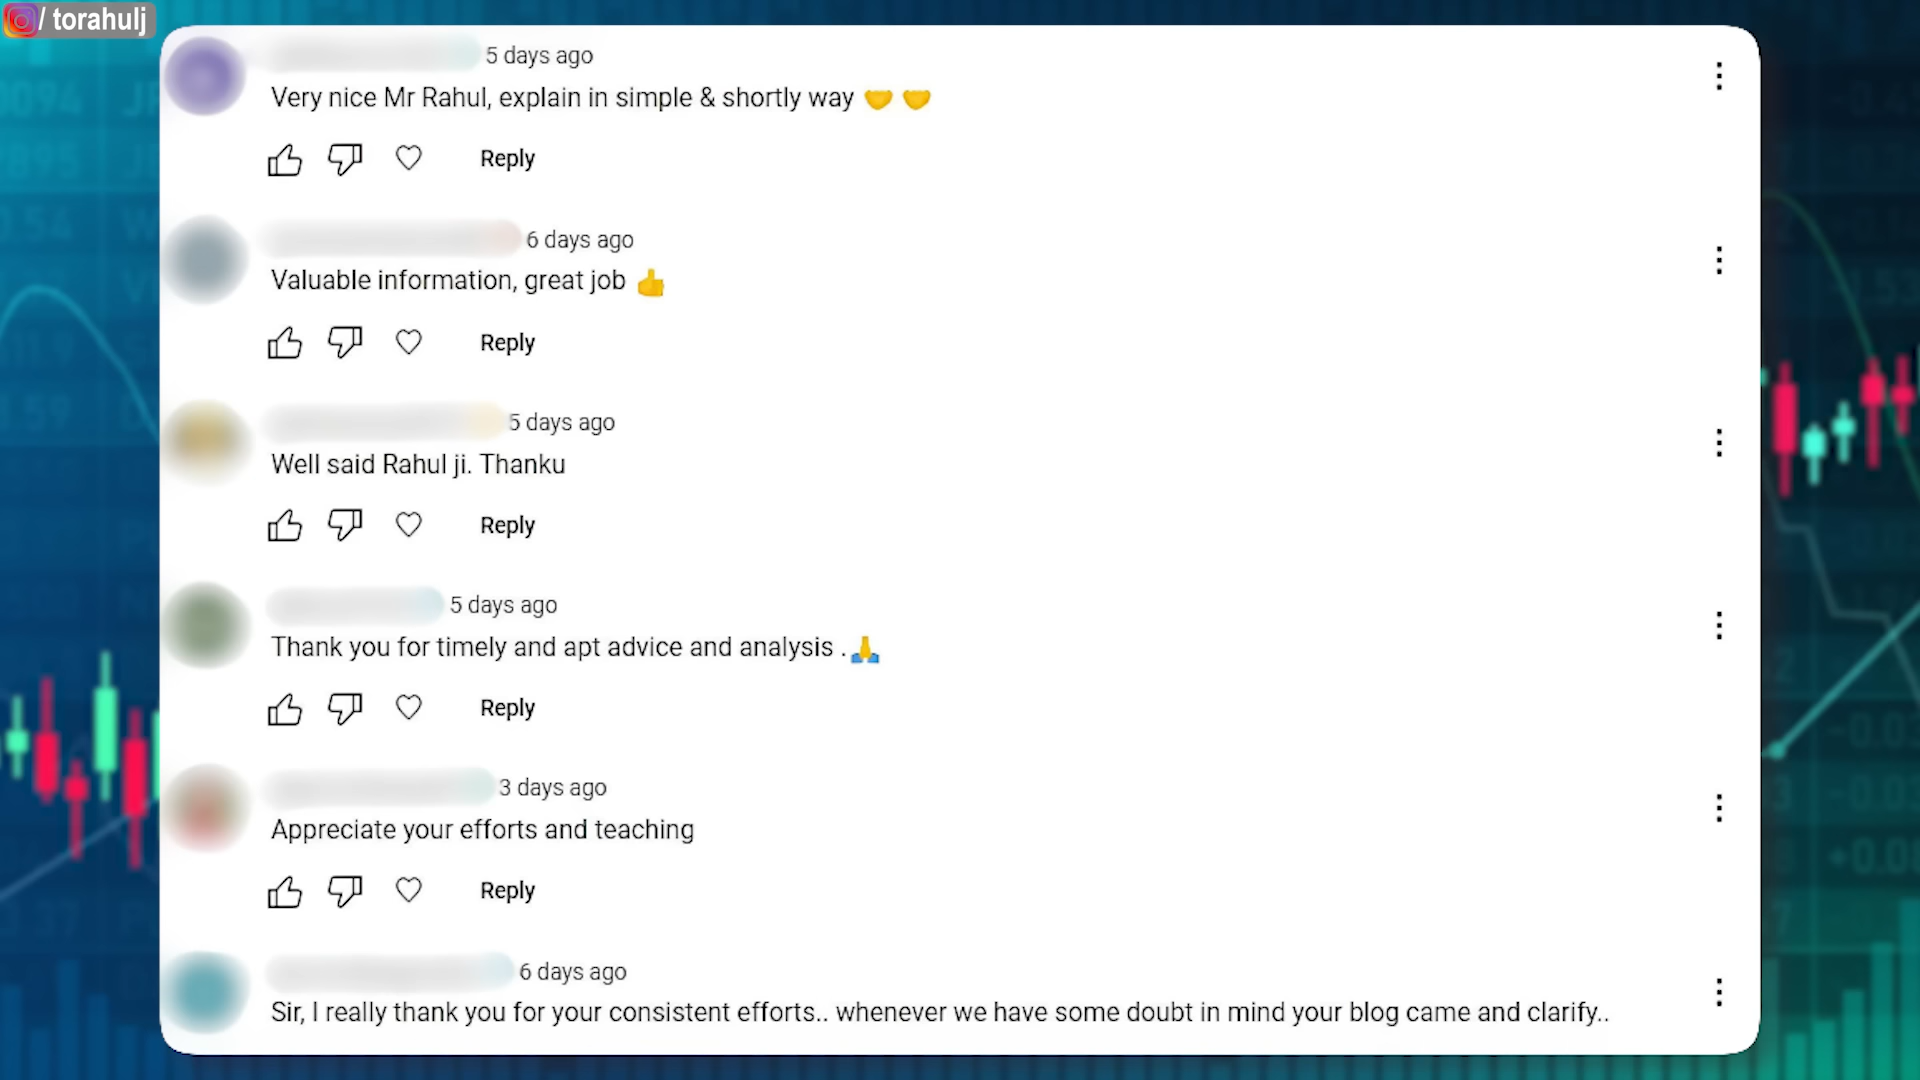 / torahulj
5 days ago
Very nice Mr Rahul, explain in simple & shortly way 🤝 🤝
Reply
6 days ago
Valuable information, great job 👍
Reply
5 days ago
Well said Rahul ji. Thanku
Reply
5 days ago
Thank you for timely and apt advice and analysis .🙏
Reply
3 days ago
Appreciate your efforts and teaching
Reply
6 days ago
Sir, I really thank you for your consistent efforts.. whenever we have some doubt in mind your blog came and clarify..